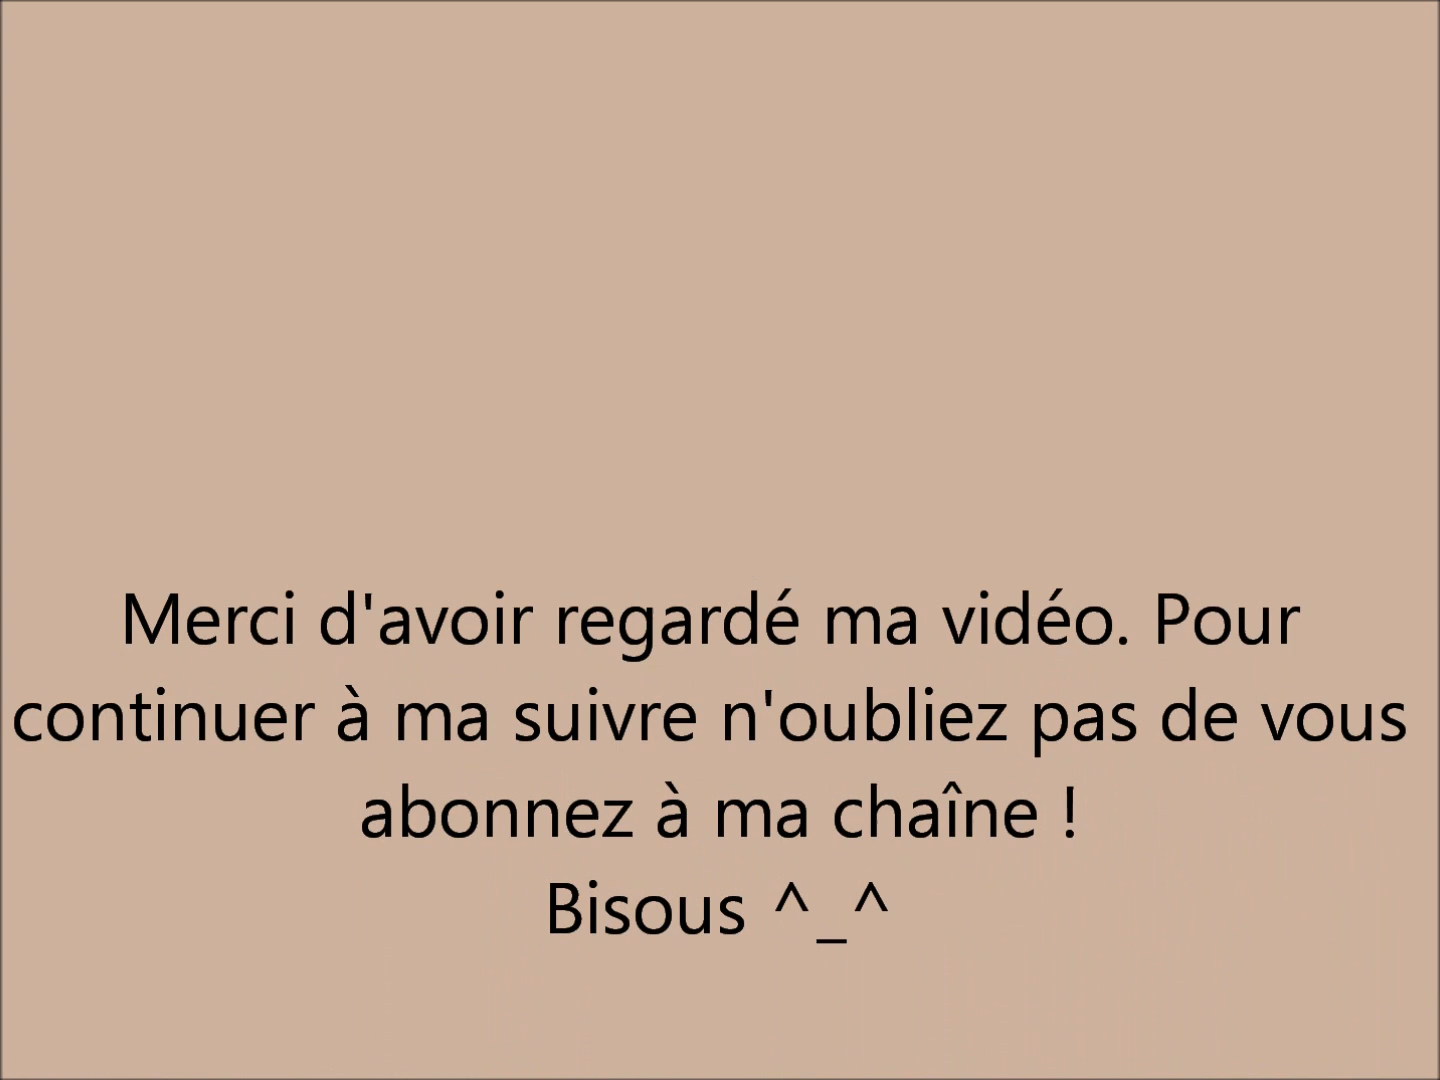 Merci d'avoir regardé ma vidéo. Pour
continuer à ma suivre n'oubliez pas de vous
abonnez à ma chaîne !
Bisous ^_^